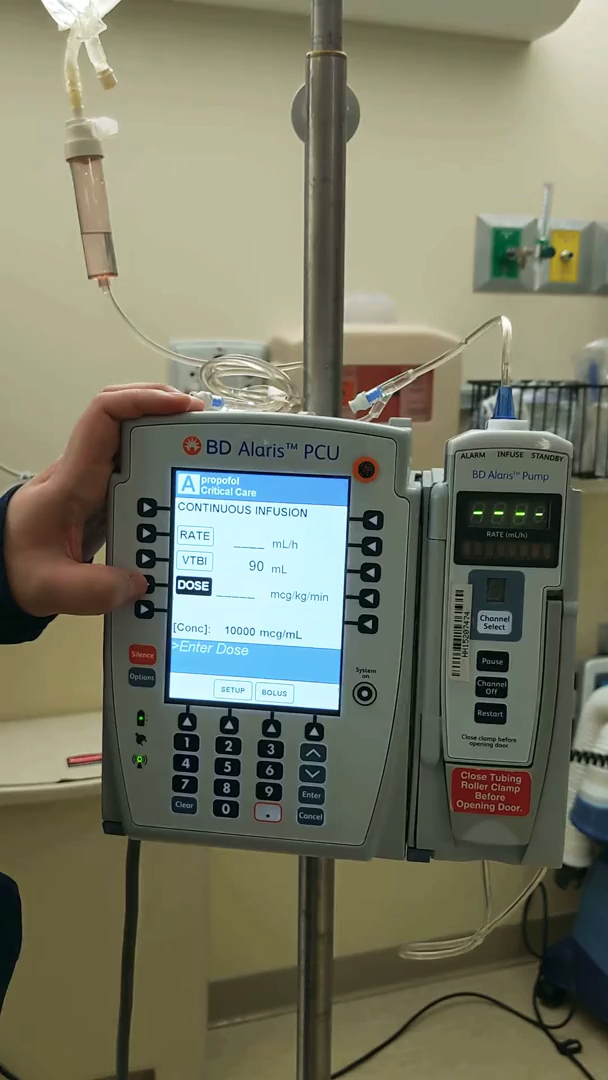 BD Alaris™ PCU
A propofol
Critical Care
CONTINUOUS INFUSION
RATE ____ mL/h
VTBI 90 mL
DOSE _____ mcg/kg/min
[Conc]: 10000 mcg/mL
>Enter Dose
SETUP BOLUS
Silence
Options
System on
1 2 3
4 5 6
7 8 9
Clear 0 .
Enter
Cancel
ALARM INFUSE STANDBY
BD Alaris™ Pump
- - - -
RATE (mL/h)
Channel
Select
Pause
Channel
Off
Restart
Close clamp before
opening door
Close Tubing
Roller Clamp
Before
Opening Door.